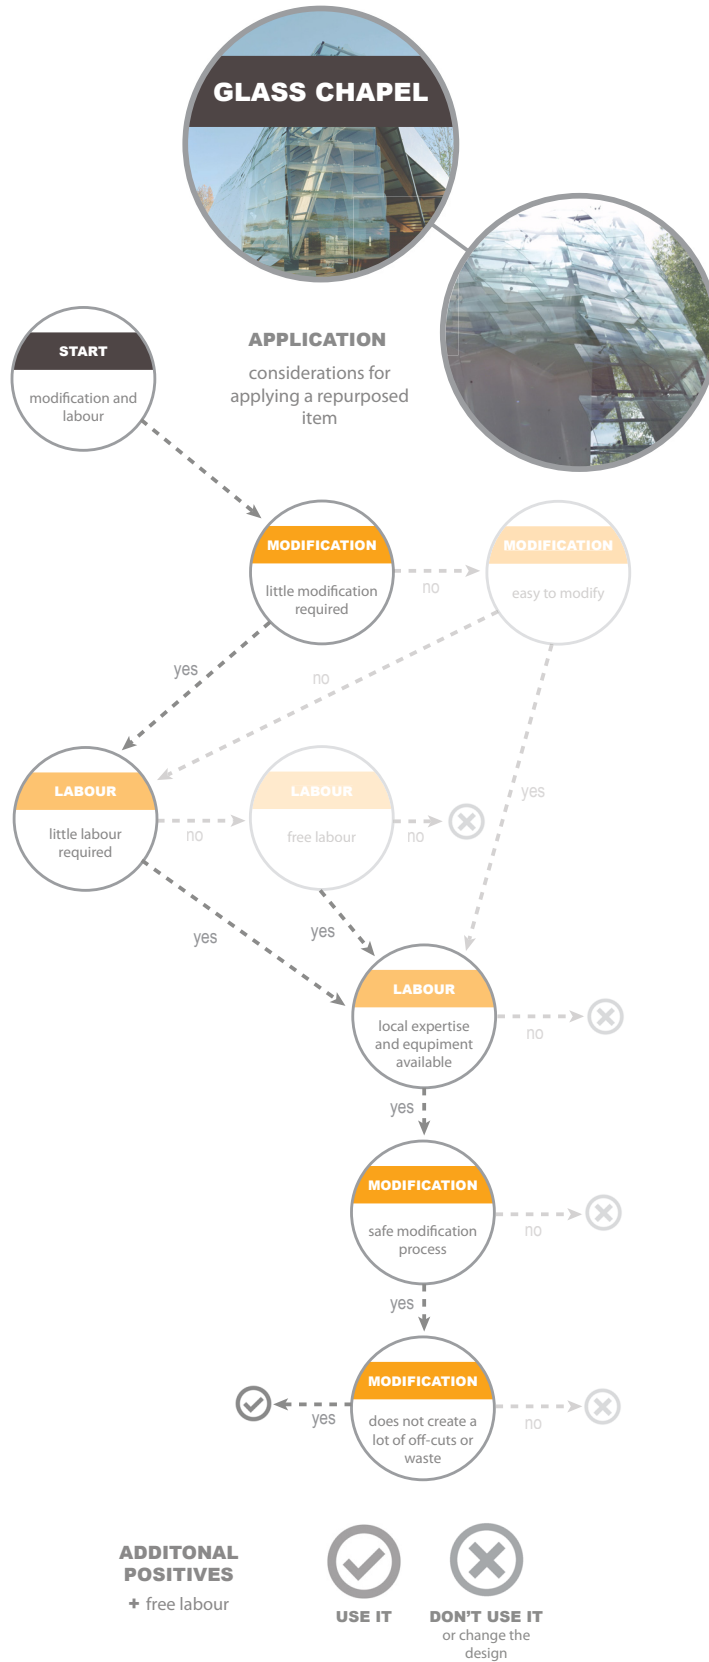 GLASS CHAPEL
START
modification and
labour
APPLICATION
considerations for
applying a repurposed
item
MODIFICATION
little modification
required
no
MODIFICATION
easy to modify
yes
no
yes
LABOUR
little labour
required
no
LABOUR
free labour
no
yes
yes
LABOUR
local expertise
and equpiment
available
no
yes
MODIFICATION
safe modification
process
no
yes
MODIFICATION
does not create a
lot of off-cuts or
waste
yes
no
ADDITONAL
POSITIVES
+ free labour
USE IT
DON'T USE IT
or change the
design